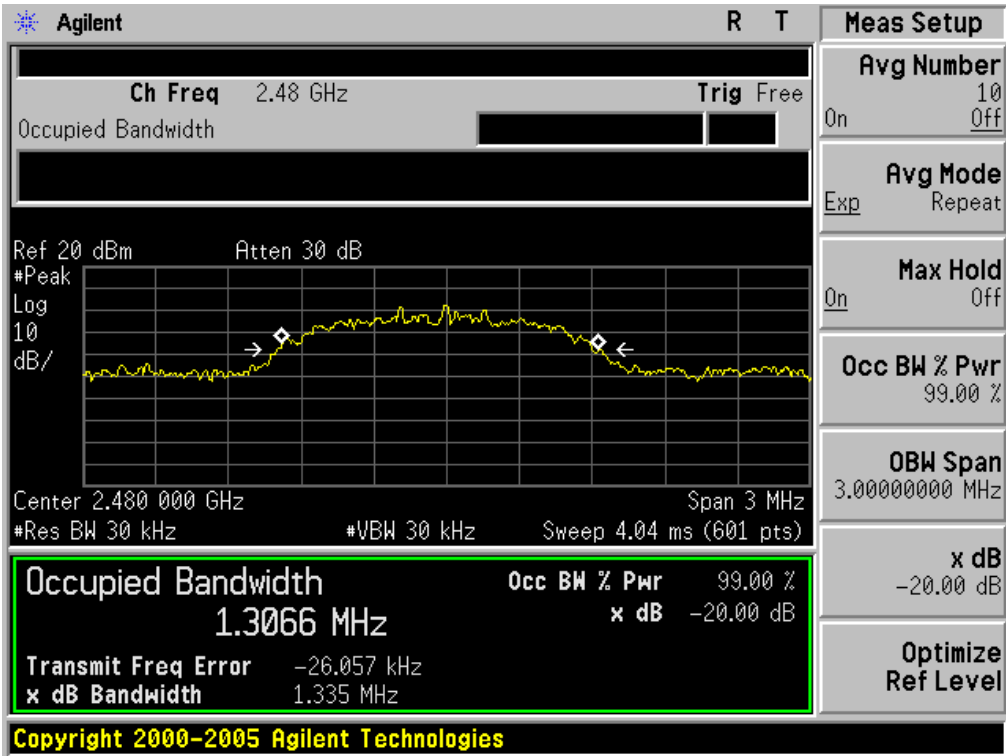 Agilent R T
Meas Setup
Ch Freq 2.48 GHz Trig Free
Occupied Bandwidth
Ref 20 dBm Atten 30 dB
#Peak
Log
10
dB/
Center 2.480 000 GHz Span 3 MHz
#Res BW 30 kHz #VBW 30 kHz Sweep 4.04 ms (601 pts)
Occupied Bandwidth Occ BW % Pwr 99.00 %
1.3066 MHz x dB -20.00 dB
Transmit Freq Error -26.057 kHz
x dB Bandwidth 1.335 MHz
Avg Number
10
On Off
Avg Mode
Exp Repeat
Max Hold
On Off
Occ BW % Pwr
99.00 %
OBW Span
3.00000000 MHz
x dB
-20.00 dB
Optimize
Ref Level
Copyright 2000-2005 Agilent Technologies